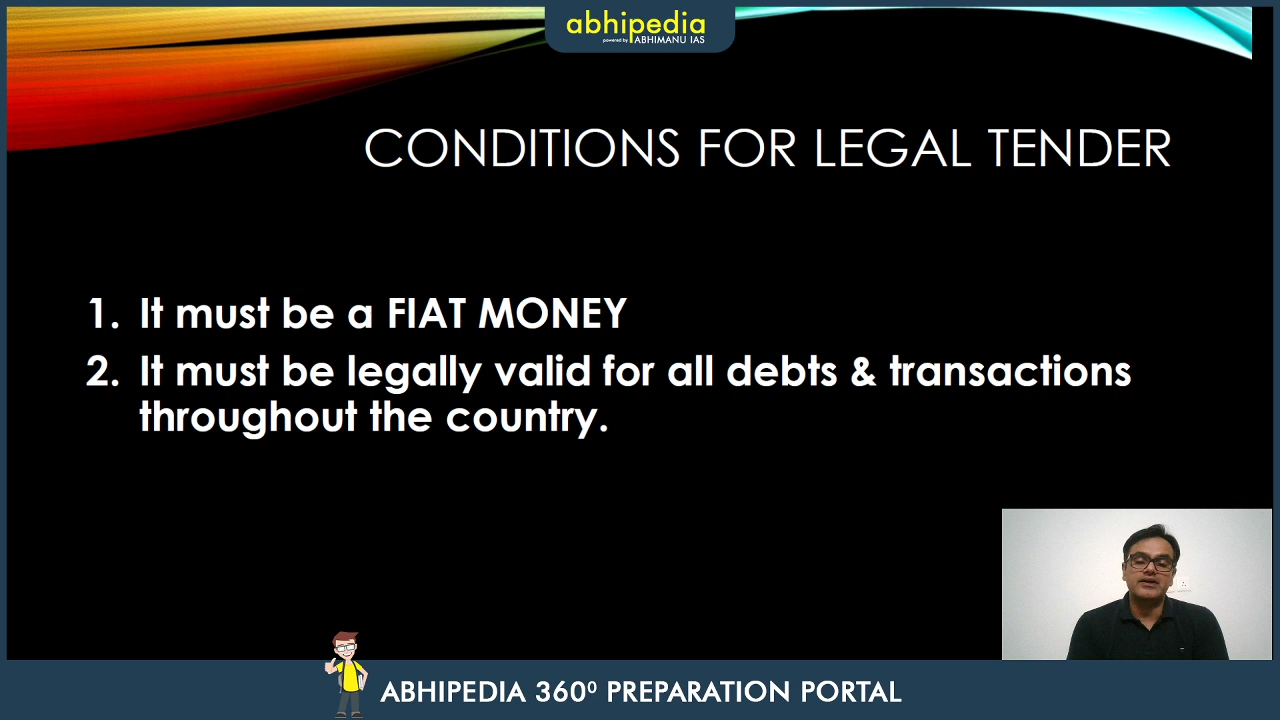 abhipedia
powered by ABHIMANU IAS
CONDITIONS FOR LEGAL TENDER
1. It must be a FIAT MONEY
2. It must be legally valid for all debts & transactions
throughout the country.
ABHIPEDIA 360⁰ PREPARATION PORTAL